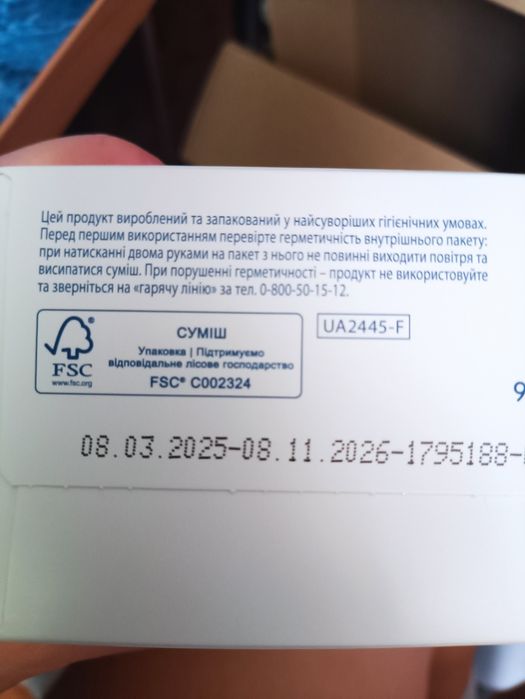 Цей продукт вироблений та запакований у найсуворіших гігієнічних умовах.
Перед першим використанням перевірте герметичність внутрішнього пакету:
при натисканні двома руками на пакет з нього не повинні виходити повітря та
висипатися суміш. При порушенні герметичності – продукт не використовуйте
та зверніться на «гарячу лінію» за тел. 0-800-50-15-12.
FSC
www.fsc.org
СУМІШ
Упаковка | Підтримуємо
відповідальне лісове господарство
FSC® C002324
UA2445-F
9
08.03.2025-08.11.2026-1795188-